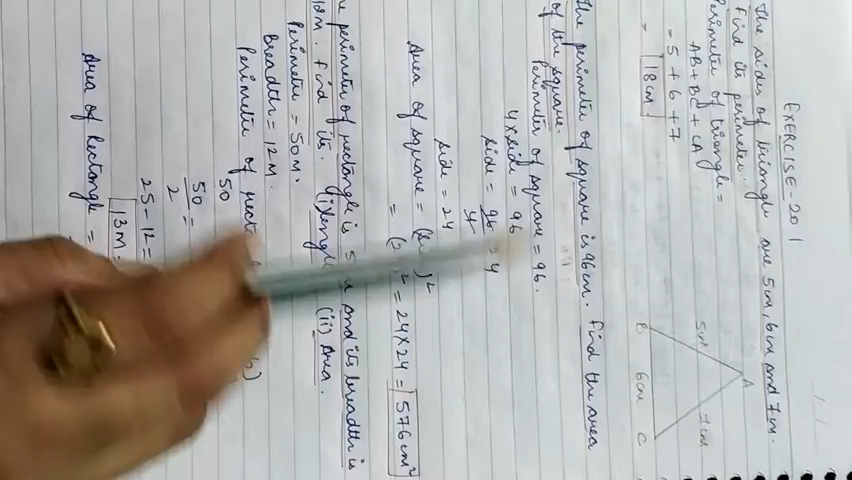 EXERCISE-20
The sides of triangle are 5cm, 6cm and 7cm.
Find its perimeter.
Perimeter of triangle =
AB+BC+CA
= 5 + 6 + 7
= 18cm
A
5cm
7cm
B 6cm C
the perimeter of square is 96cm. Find the area
of the square.
Perimeter of square = 96.
4×side = 96
side = 96/4 24
side = 24
Area of square =
= 24×24 = 576cm²
perimeter of rectangle is and its breadth is
12m. Find its. (i) (ii) Area.
Perimeter = 50m.
Breadth = 12m.
Perimeter of
50
50/2 =
25-12 =
13m.
Area of Rectangle =